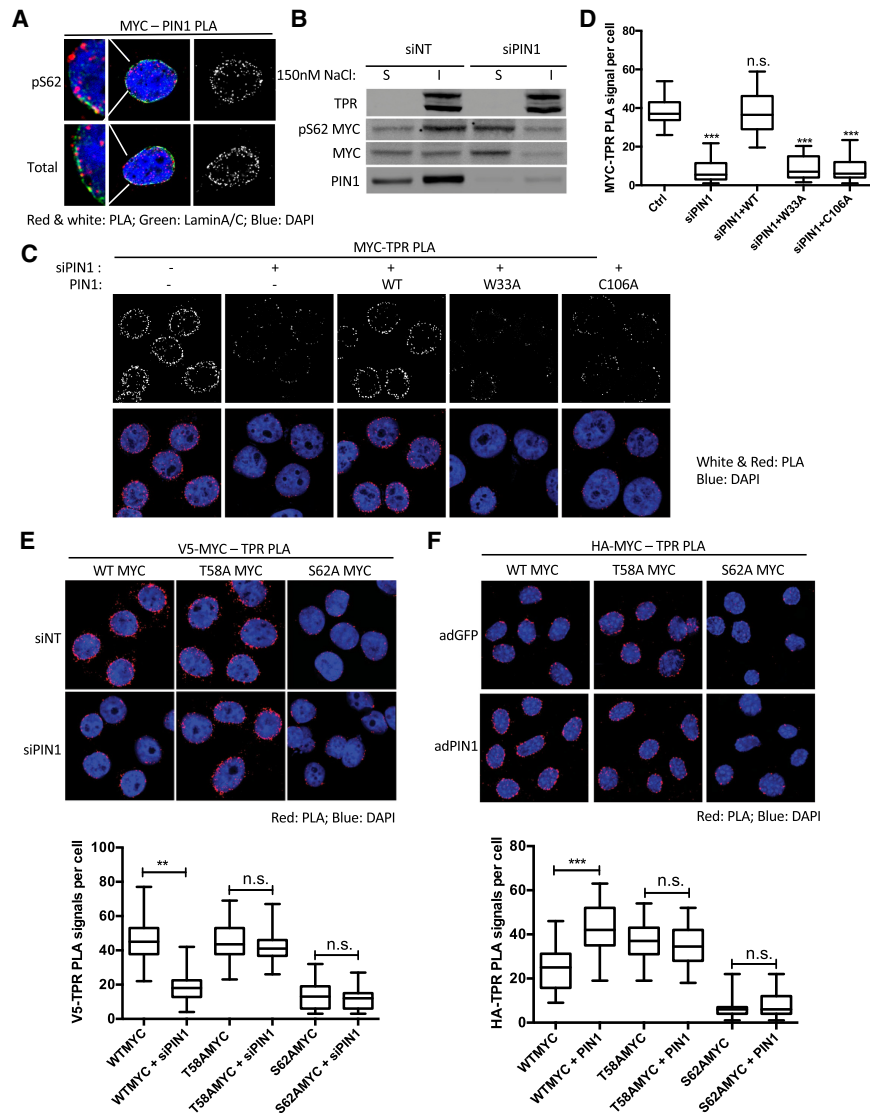 A
MYC – PIN1 PLA
pS62
Total
Red & white: PLA; Green: LaminA/C; Blue: DAPI
B
siNT siPIN1
150nM NaCl: S I S I
TPR
pS62 MYC
MYC
PIN1
D
MYC-TPR PLA signal per cell
80
60
40
20
0
n.s.
***
***
***
Ctrl
siPIN1
siPIN1+WT
siPIN1+W33A
siPIN1+C106A
C
MYC-TPR PLA
siPIN1 : - + + + +
PIN1: - - WT W33A C106A
White & Red: PLA
Blue: DAPI
E
V5-MYC – TPR PLA
WT MYC T58A MYC S62A MYC
siNT
siPIN1
Red: PLA; Blue: DAPI
V5-TPR PLA signals per cell
100
80
60
40
20
0
**
n.s.
n.s.
WTMYC
WTMYC + siPIN1
T58AMYC
T58AMYC + siPIN1
S62AMYC
S62AMYC + siPIN1
F
HA-MYC – TPR PLA
WT MYC T58A MYC S62A MYC
adGFP
adPIN1
Red: PLA; Blue: DAPI
HA-TPR PLA signals per cell
80
60
40
20
0
***
n.s.
n.s.
WTMYC
WTMYC + PIN1
T58AMYC
T58AMYC + PIN1
S62AMYC
S62AMYC + PIN1